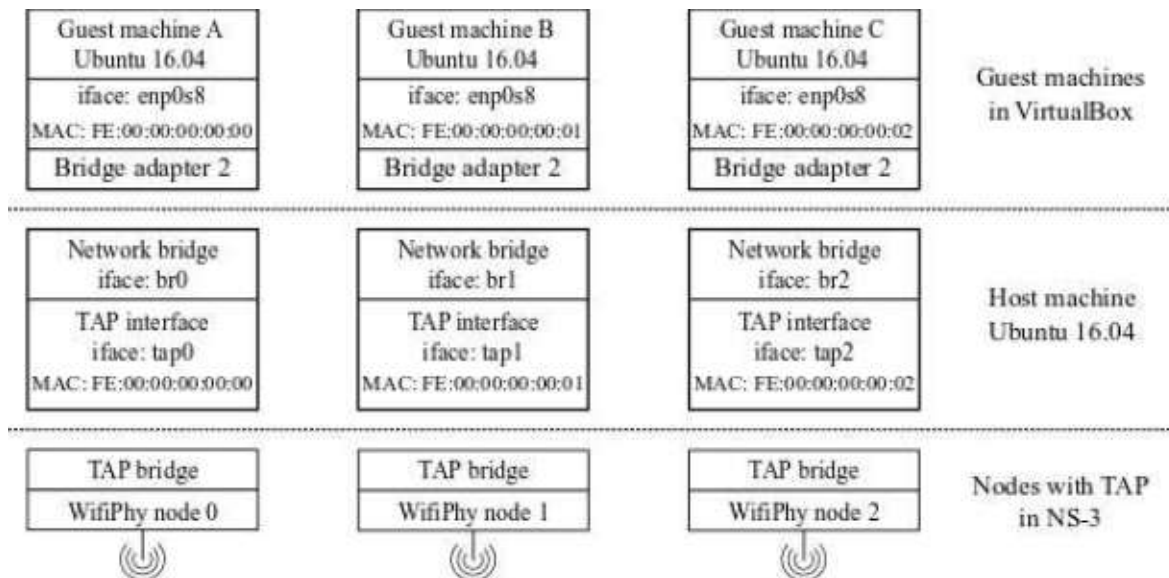 Guest machine A
Ubuntu 16.04
iface: enp0s8
MAC: FE:00:00:00:00:00
Bridge adapter 2
Guest machine B
Ubuntu 16.04
iface: enp0s8
MAC: FE:00:00:00:00:01
Bridge adapter 2
Guest machine C
Ubuntu 16.04
iface: enp0s8
MAC: FE:00:00:00:00:02
Bridge adapter 2
Guest machines
in VirtualBox
Network bridge
iface: br0
TAP interface
iface: tap0
MAC: FE:00:00:00:00:00
Network bridge
iface: br1
TAP interface
iface: tap1
MAC: FE:00:00:00:00:01
Network bridge
iface: br2
TAP interface
iface: tap2
MAC: FE:00:00:00:00:02
Host machine
Ubuntu 16.04
TAP bridge
WifiPhy node 0
TAP bridge
WifiPhy node 1
TAP bridge
WifiPhy node 2
Nodes with TAP
in NS-3